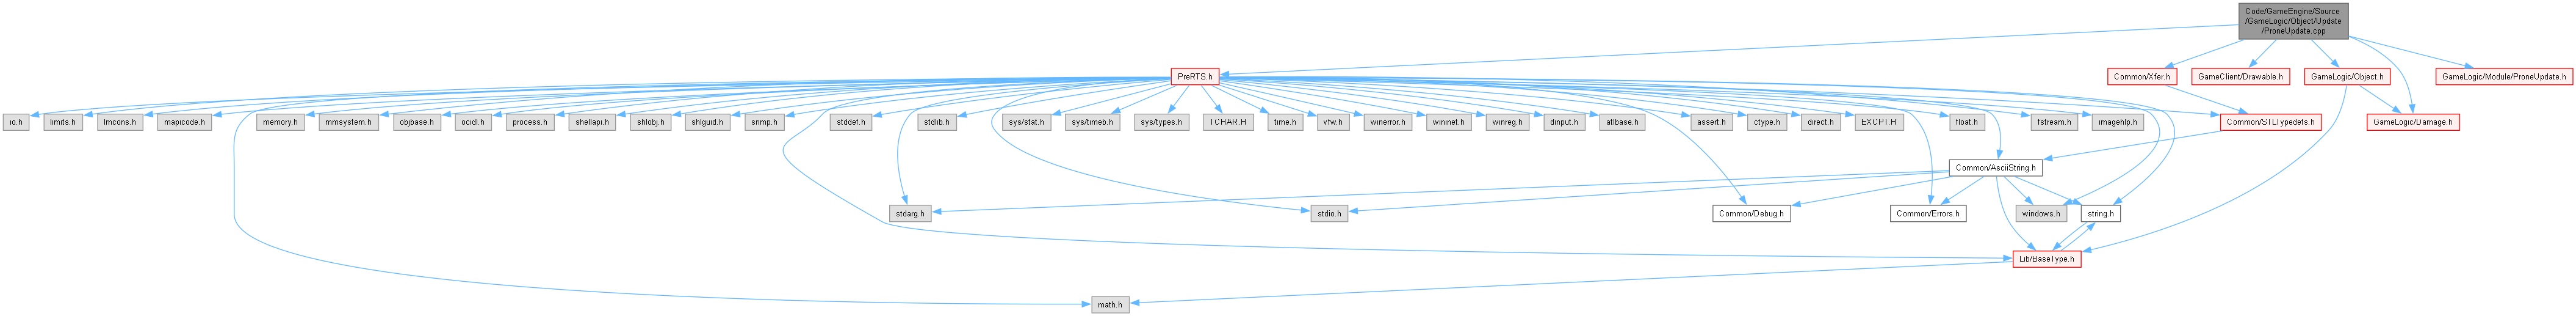 Code/GameEngine/Source
/GameLogic/Object/Update
/ProneUpdate.cpp
PreRTS.h
Common/Xfer.h
GameClient/Drawable.h
GameLogic/Object.h
GameLogic/Module/ProneUpdate.h
io.h
limits.h
lmcons.h
mapicode.h
memory.h
mmsystem.h
objbase.h
ocidl.h
process.h
shellapi.h
shlobj.h
shlguid.h
snmp.h
stddef.h
stdlib.h
sys/stat.h
sys/timeb.h
sys/types.h
TCHAR.H
time.h
vfw.h
winerror.h
wininet.h
winreg.h
dinput.h
atlbase.h
assert.h
ctype.h
direct.h
EXCPT.H
float.h
fstream.h
imagehlp.h
Common/STLTypedefs.h
GameLogic/Damage.h
Common/AsciiString.h
stdarg.h
stdio.h
Common/Debug.h
Common/Errors.h
windows.h
string.h
Lib/BaseType.h
math.h